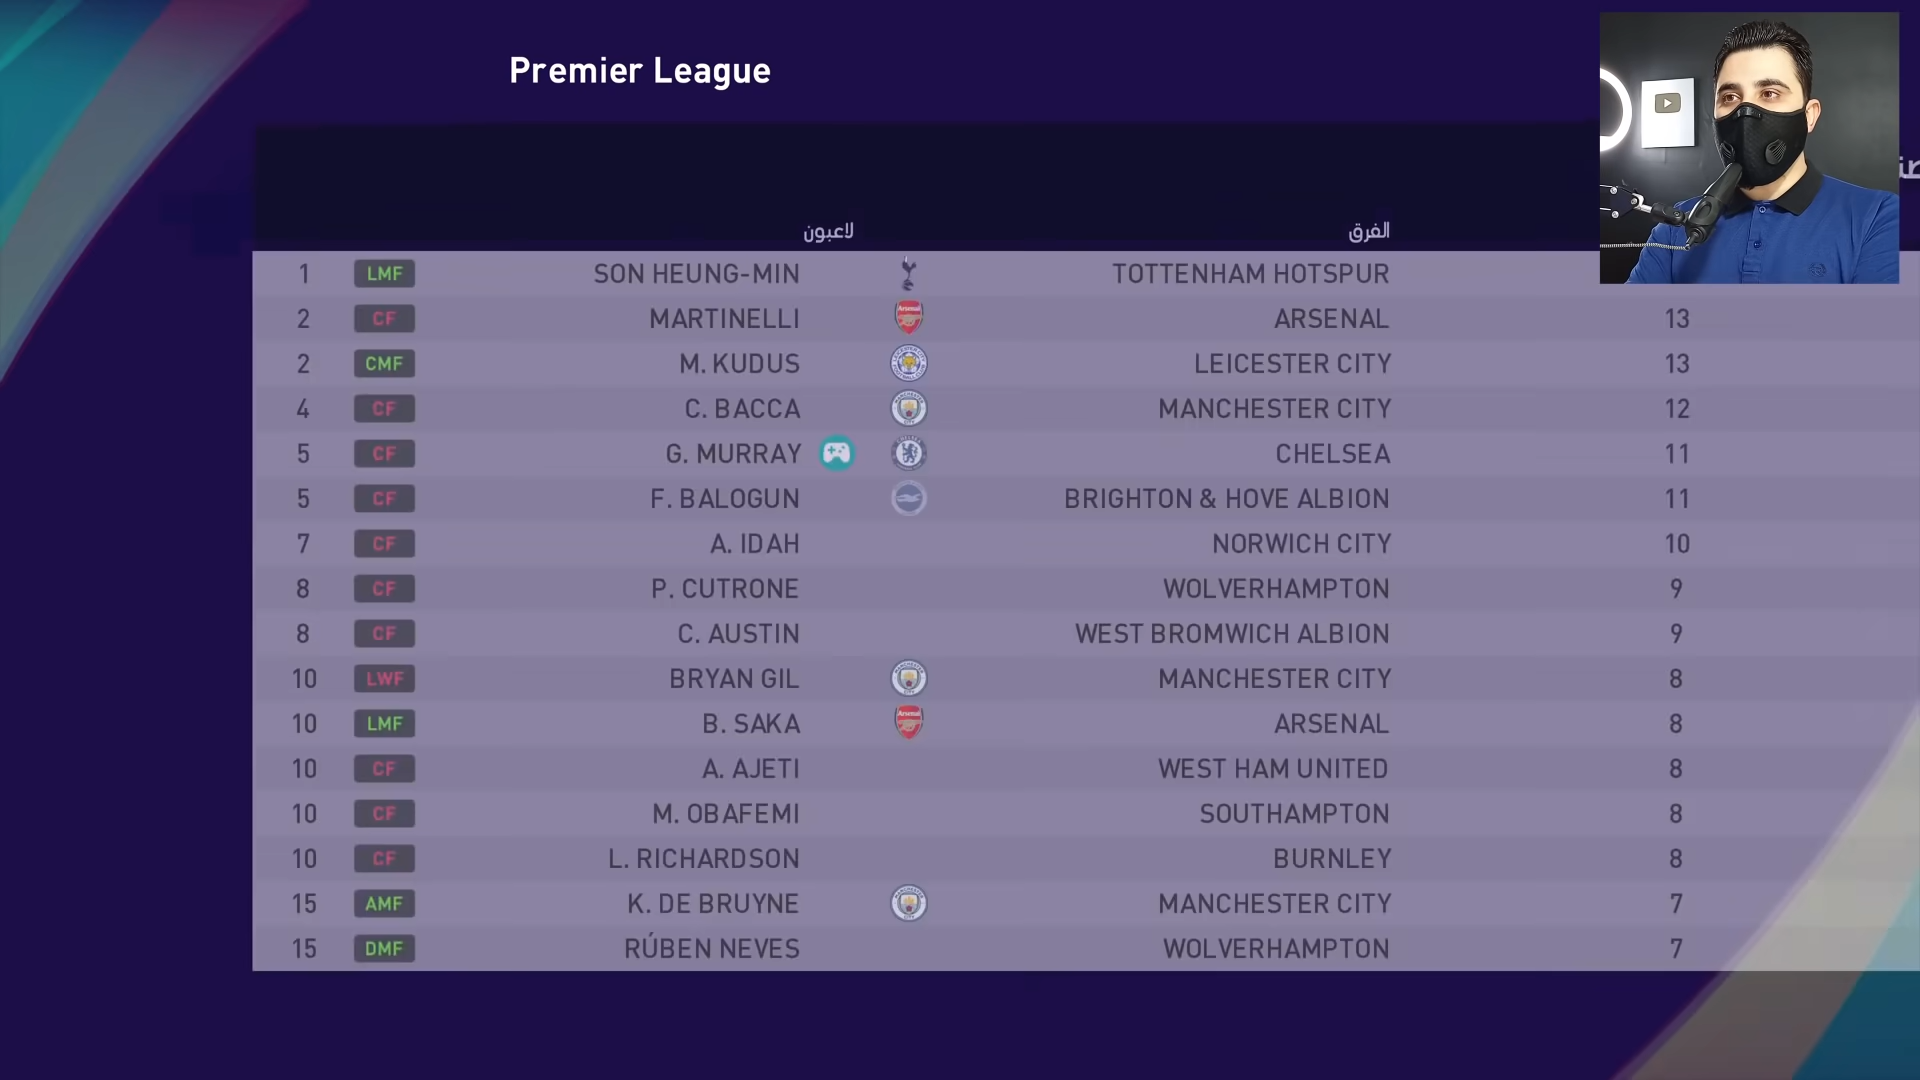 Premier League
لاعبون الفرق
1 LMF SON HEUNG-MIN TOTTENHAM HOTSPUR
2 CF MARTINELLI ARSENAL 13
2 CMF M. KUDUS LEICESTER CITY 13
4 CF C. BACCA MANCHESTER CITY 12
5 CF G. MURRAY CHELSEA 11
5 CF F. BALOGUN BRIGHTON & HOVE ALBION 11
7 CF A. IDAH NORWICH CITY 10
8 CF P. CUTRONE WOLVERHAMPTON 9
8 CF C. AUSTIN WEST BROMWICH ALBION 9
10 LWF BRYAN GIL MANCHESTER CITY 8
10 LMF B. SAKA ARSENAL 8
10 CF A. AJETI WEST HAM UNITED 8
10 CF M. OBAFEMI SOUTHAMPTON 8
10 CF L. RICHARDSON BURNLEY 8
15 AMF K. DE BRUYNE MANCHESTER CITY 7
15 DMF RÚBEN NEVES WOLVERHAMPTON 7